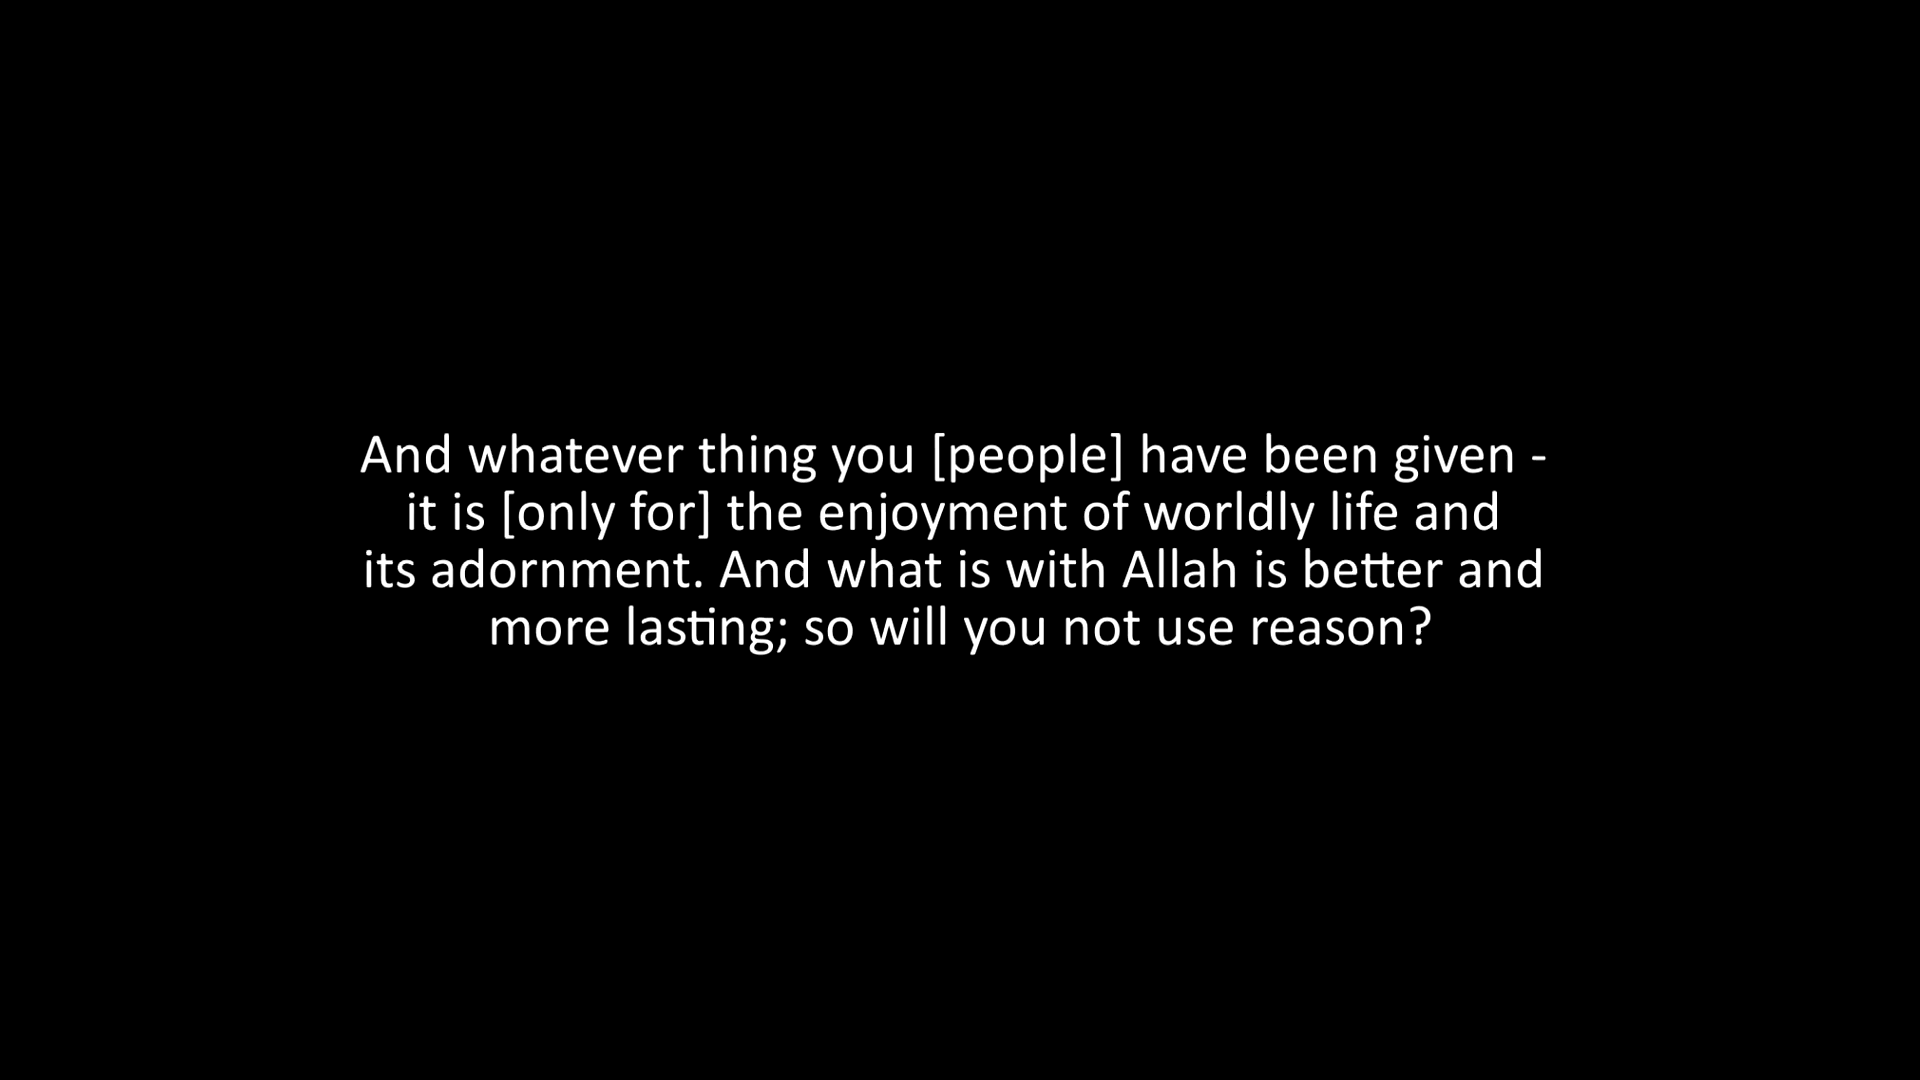 And whatever thing you [people] have been given -
it is [only for] the enjoyment of worldly life and
its adornment. And what is with Allah is better and
more lasting; so will you not use reason?